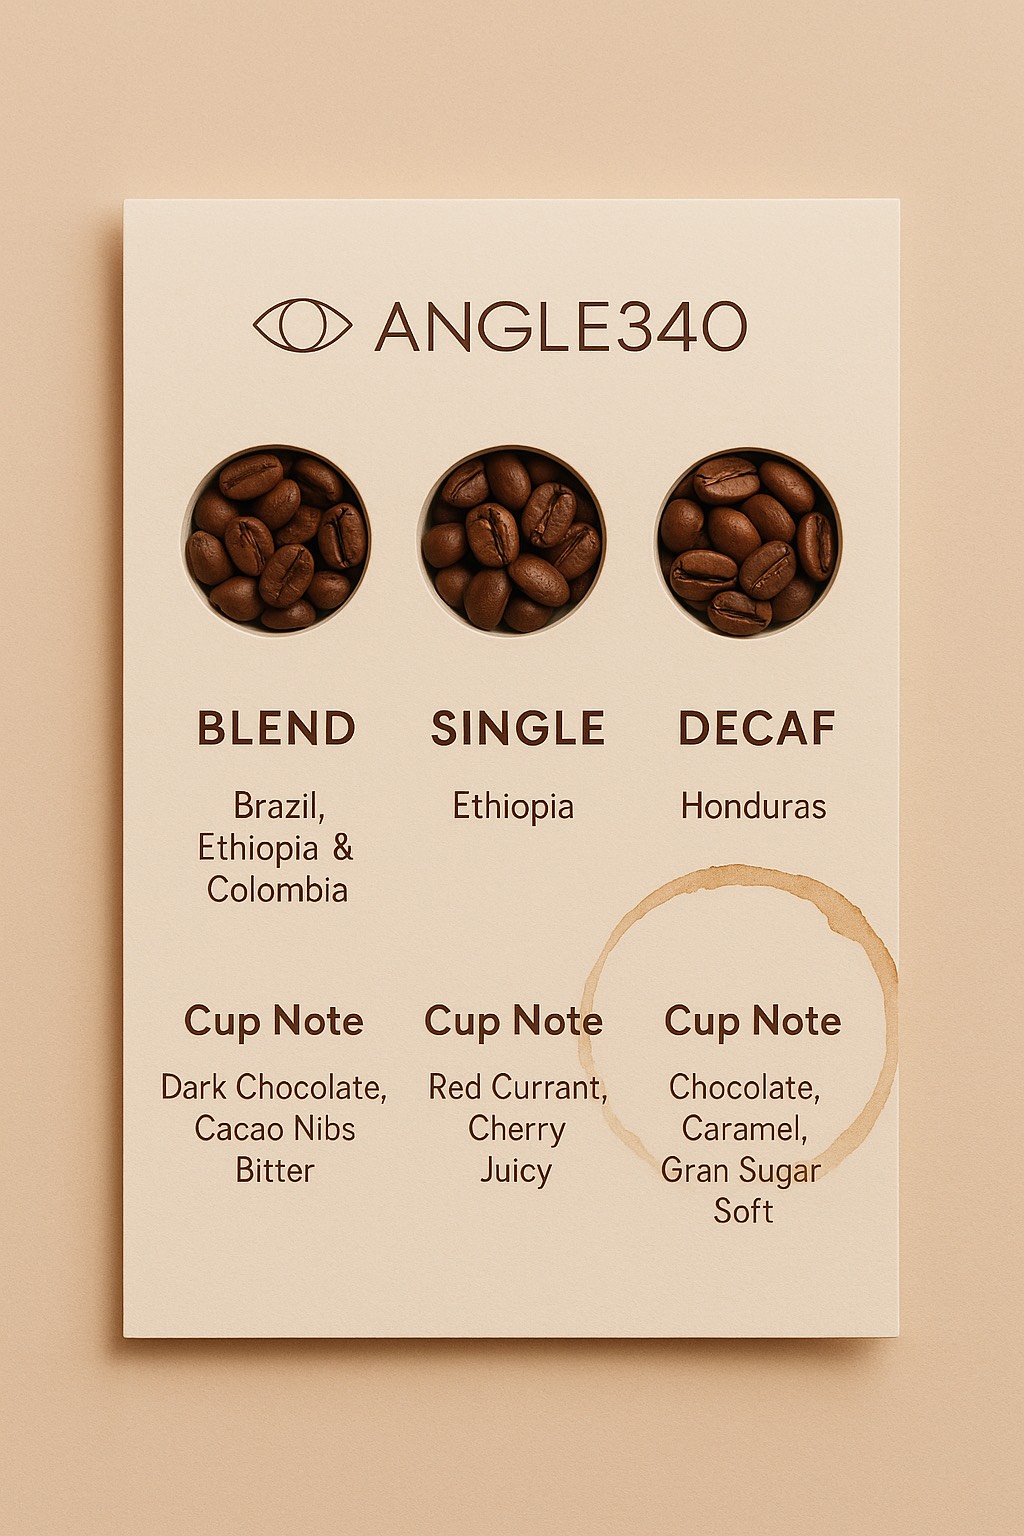 ANGLE340
BLEND
Brazil,
Ethiopia &
Colombia
Cup Note
Dark Chocolate,
Cacao Nibs
Bitter
SINGLE
Ethiopia
Cup Note
Red Currant,
Cherry
Juicy
DECAF
Honduras
Cup Note
Chocolate,
Caramel,
Gran Sugar
Soft